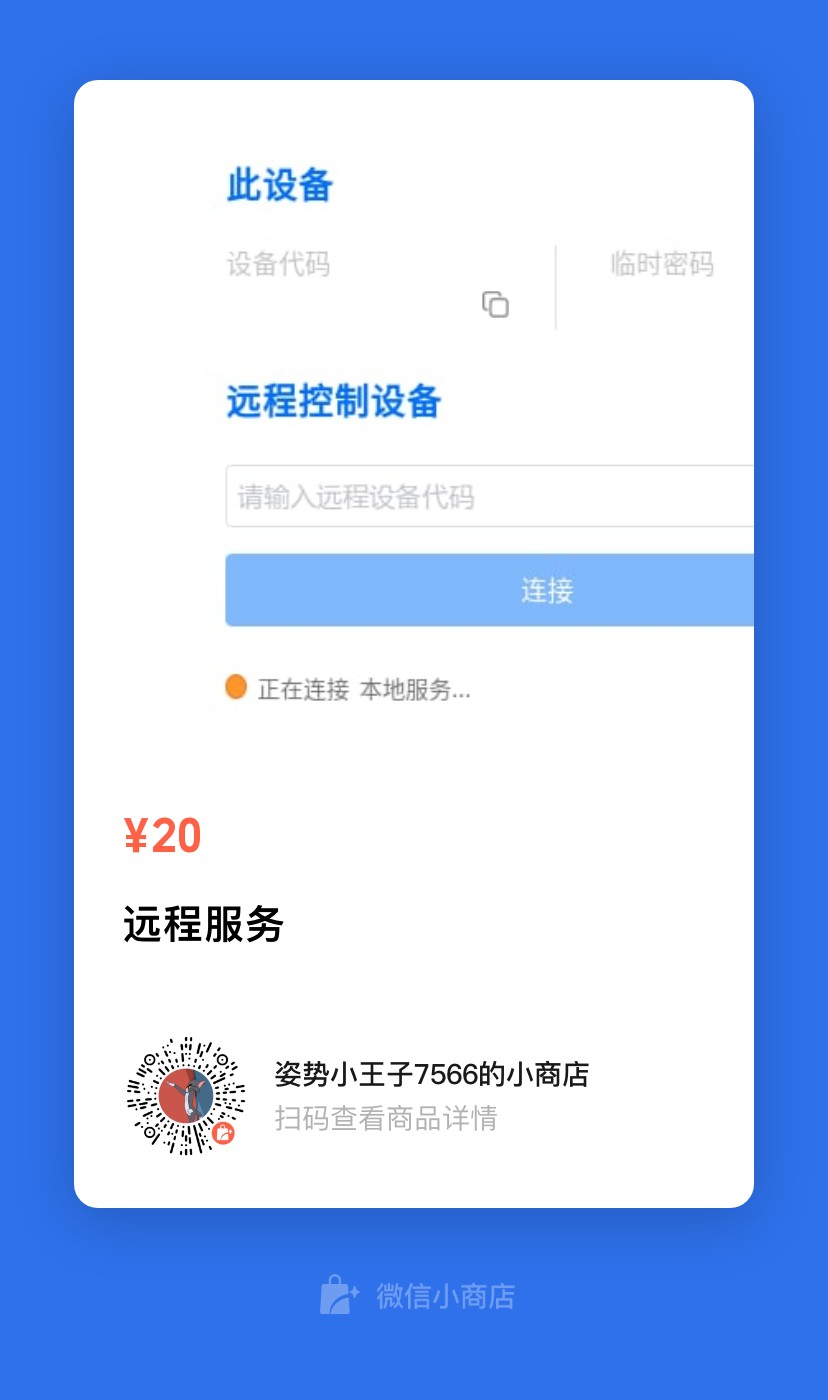 此设备
设备代码 临时密码
远程控制设备
请输入远程设备代码
连接
正在连接 本地服务...
¥20
远程服务
姿势小王子7566的小商店
扫码查看商品详情
微信小商店